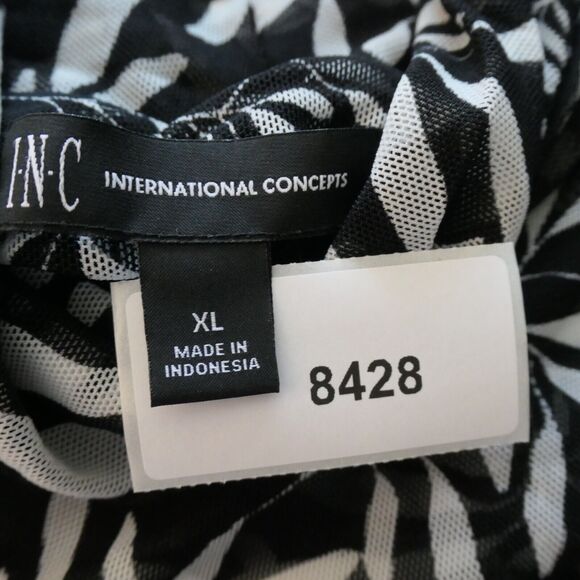 I·N·C INTERNATIONAL CONCEPTS
XL
MADE IN
INDONESIA
8428